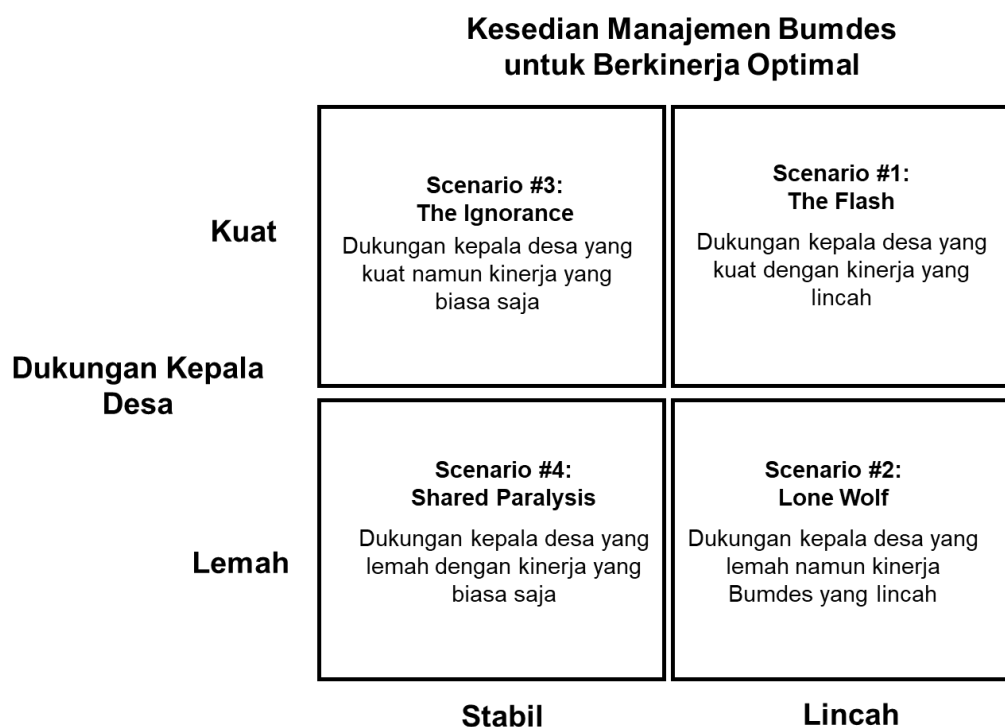 Kesedian Manajemen Bumdes
untuk Berkinerja Optimal
Kuat
Scenario #3:
The Ignorance
Dukungan kepala desa yang
kuat namun kinerja yang
biasa saja
Scenario #1:
The Flash
Dukungan kepala desa yang
kuat dengan kinerja yang
lincah
Dukungan Kepala
Desa
Lemah
Scenario #4:
Shared Paralysis
Dukungan kepala desa yang
lemah dengan kinerja yang
biasa saja
Scenario #2:
Lone Wolf
Dukungan kepala desa yang
lemah namun kinerja
Bumdes yang lincah
Stabil
Lincah